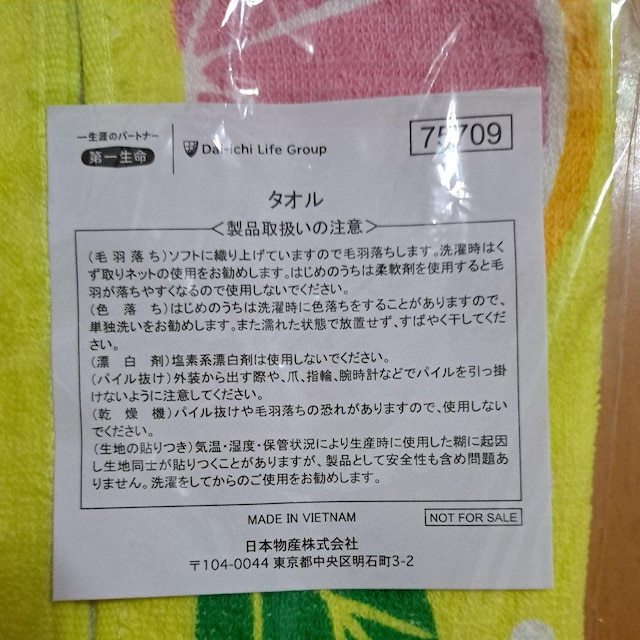 一生涯のパートナー
第一生命
Dai-ichi Life Group
75709
タオル
<製品取扱いの注意>
(毛羽落ち)ソフトに織り上げていますので毛羽落ちします。洗濯時はく
ず取りネットの使用をお勧めします。はじめのうちは柔軟剤を使用すると毛
羽が落ちやすくなるので使用しないでください。
(色落ち)はじめのうちは洗濯時に色落ちをすることがありますので、
単独洗いをお勧めします。また濡れた状態で放置せず、すばやく干してくだ
さい。
(漂白剤)塩素系漂白剤は使用しないでください。
(パイル抜け)外装から出す際や、爪、指輪、腕時計などでパイルを引っ掛
けないように注意してください。
(乾燥機)パイル抜けや毛羽落ちの恐れがありますので、使用しない
でください。
(生地の貼りつき)気温・湿度・保管状況により生産時に使用した糊に起因
し生地同士が貼りつくことがありますが、製品として安全性も含め問題あ
りません。洗濯をしてからのご使用をお勧めします。
MADE IN VIETNAM
NOT FOR SALE
日本物産株式会社
〒104-0044 東京都中央区明石町3-2